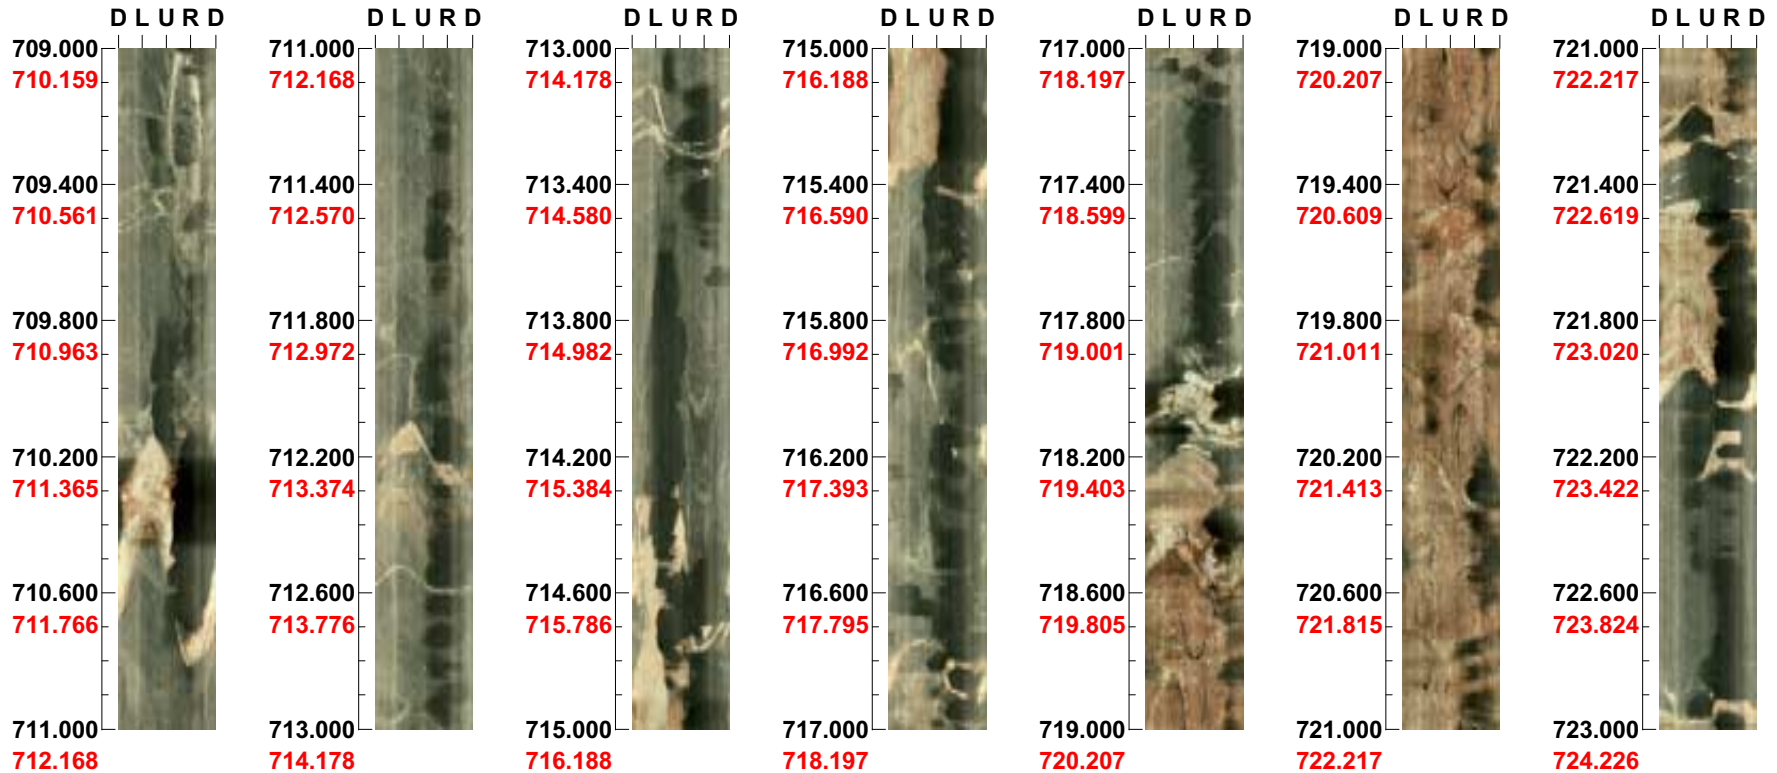 D L U R D D L U R D D L U R D D L U R D D L U R D D L U R D D L U R D
709.000 711.000 713.000 715.000 717.000 719.000 721.000
710.159 712.168 714.178 716.188 718.197 720.207 722.217
709.400 711.400 713.400 715.400 717.400 719.400 721.400
710.561 712.570 714.580 716.590 718.599 720.609 722.619
709.800 711.800 713.800 715.800 717.800 719.800 721.800
710.963 712.972 714.982 716.992 719.001 721.011 723.020
710.200 712.200 714.200 716.200 718.200 720.200 722.200
711.365 713.374 715.384 717.393 719.403 721.413 723.422
710.600 712.600 714.600 716.600 718.600 720.600 722.600
711.766 713.776 715.786 717.795 719.805 721.815 723.824
711.000 713.000 715.000 717.000 719.000 721.000 723.000
712.168 714.178 716.188 718.197 720.207 722.217 724.226